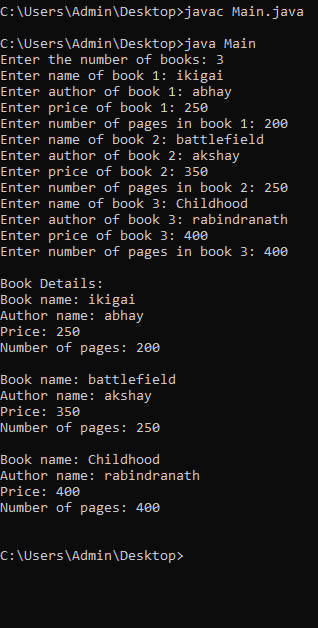 C:\Users\Admin\Desktop>javac Main.java
C:\Users\Admin\Desktop>java Main
Enter the number of books: 3
Enter name of book 1: ikigai
Enter author of book 1: abhay
Enter price of book 1: 250
Enter number of pages in book 1: 200
Enter name of book 2: battlefield
Enter author of book 2: akshay
Enter price of book 2: 350
Enter number of pages in book 2: 250
Enter name of book 3: Childhood
Enter author of book 3: rabindranath
Enter price of book 3: 400
Enter number of pages in book 3: 400
Book Details:
Book name: ikigai
Author name: abhay
Price: 250
Number of pages: 200
Book name: battlefield
Author name: akshay
Price: 350
Number of pages: 250
Book name: Childhood
Author name: rabindranath
Price: 400
Number of pages: 400
C:\Users\Admin\Desktop>